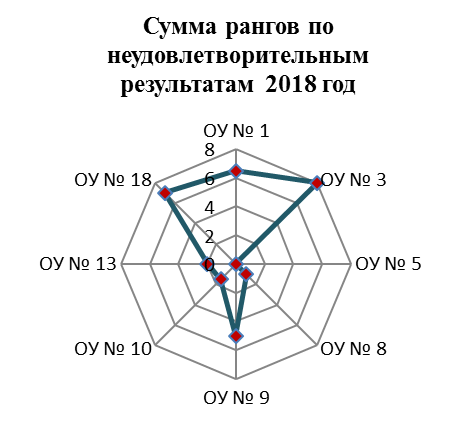 Сумма рангов по
неудовлетворительным
результатам 2018 год
ОУ № 1
8
ОУ № 18
6
ОУ № 3
4
2
ОУ № 13
0
ОУ № 5
ОУ № 10
ОУ № 8
ОУ № 9